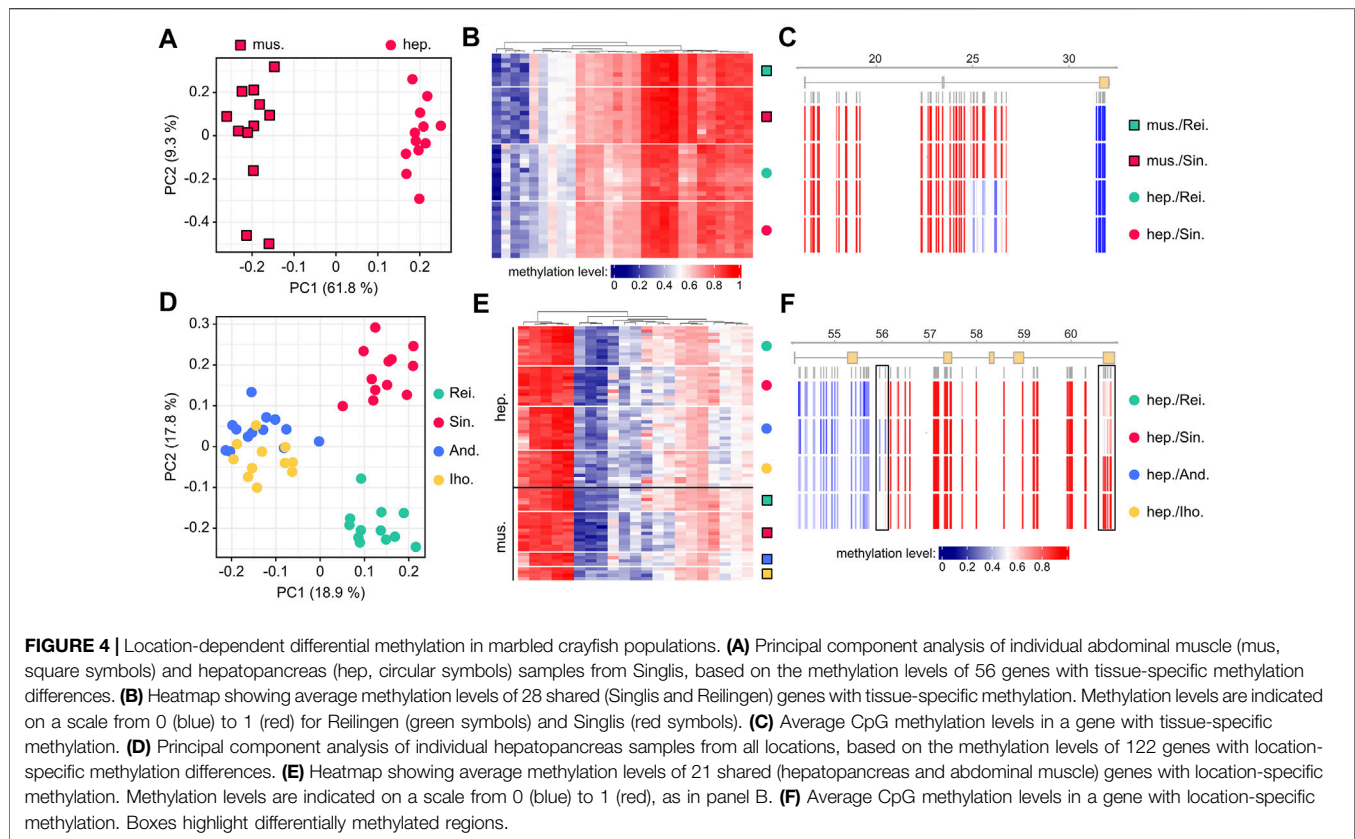 A
mus.
hep.
PC2 (9.3 %)
0.2
0
-0.2
-0.4
-0.2
-0.1
0
0.1
0.2
PC1 (61.8 %)
B
methylation level:
0
0.2
0.4
0.6
0.8
1
C
20
25
30
mus./Rei.
mus./Sin.
hep./Rei.
hep./Sin.
D
PC2 (17.8 %)
0.3
0.2
0.1
0
-0.1
-0.2
-0.2
-0.1
0
0.1
0.2
PC1 (18.9 %)
Rei.
Sin.
And.
Iho.
E
hep.
mus.
F
55
56
57
58
59
60
hep./Rei.
hep./Sin.
hep./And.
hep./Iho.
methylation level:
0
0.2
0.4
0.6
0.8
FIGURE 4 | Location-dependent differential methylation in marbled crayfish populations. (A) Principal component analysis of individual abdominal muscle (mus,
square symbols) and hepatopancreas (hep, circular symbols) samples from Singlis, based on the methylation levels of 56 genes with tissue-specific methylation
differences. (B) Heatmap showing average methylation levels of 28 shared (Singlis and Reilingen) genes with tissue-specific methylation. Methylation levels are indicated
on a scale from 0 (blue) to 1 (red) for Reilingen (green symbols) and Singlis (red symbols). (C) Average CpG methylation levels in a gene with tissue-specific
methylation. (D) Principal component analysis of individual hepatopancreas samples from all locations, based on the methylation levels of 122 genes with location-
specific methylation differences. (E) Heatmap showing average methylation levels of 21 shared (hepatopancreas and abdominal muscle) genes with location-specific
methylation. Methylation levels are indicated on a scale from 0 (blue) to 1 (red), as in panel B. (F) Average CpG methylation levels in a gene with location-specific
methylation. Boxes highlight differentially methylated regions.